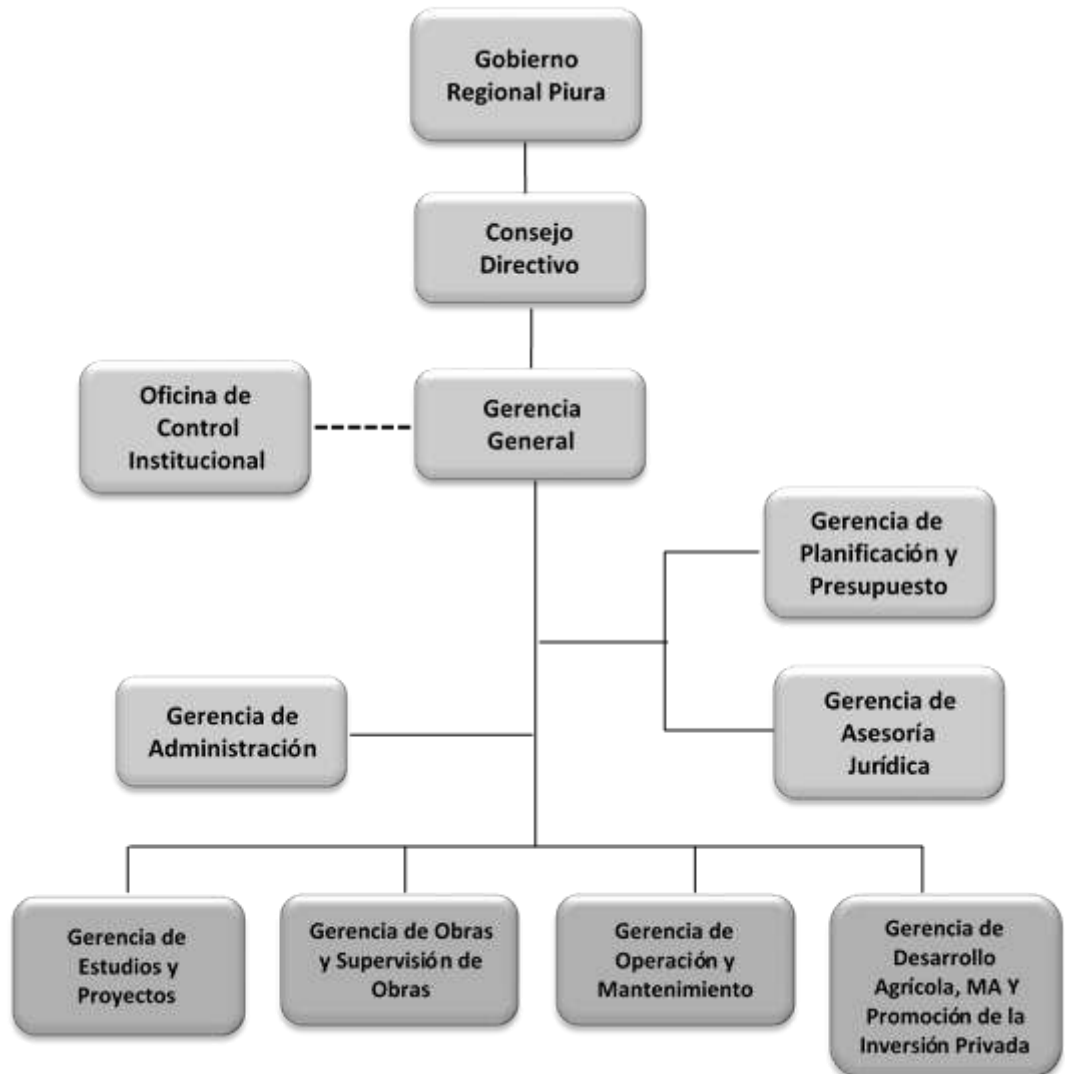 Gobierno
Regional Piura
Consejo
Directivo
Oficina de
Control
Institucional
Gerencia
General
Gerencia de
Planificación y
Presupuesto
Gerencia de
Administración
Gerencia de
Asesoría
Jurídica
Gerencia de
Estudios y
Proyectos
Gerencia de Obras
y Supervisión de
Obras
Gerencia de
Operación y
Mantenimiento
Gerencia de
Desarrollo
Agrícola, MA Y
Promoción de la
Inversión Privada